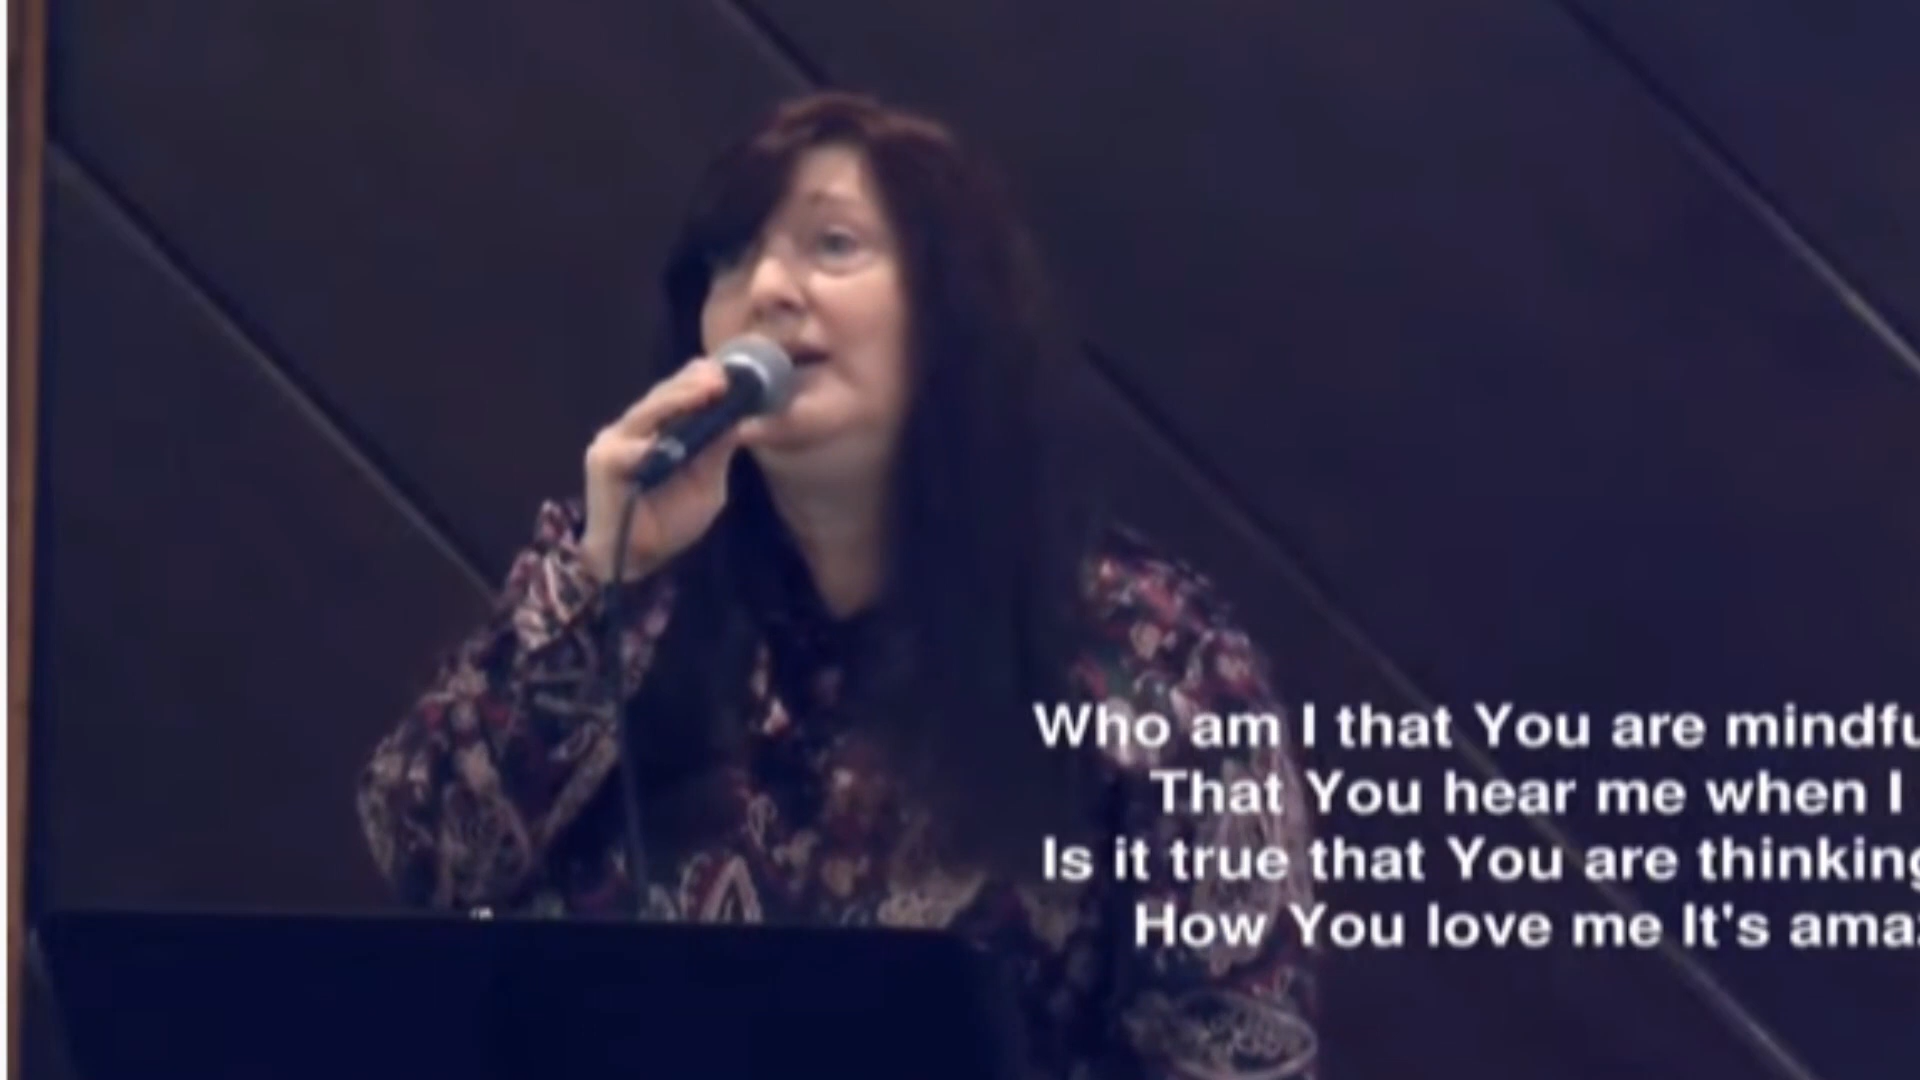 Who am I that You are mindfu
That You hear me when I
Is it true that You are thinking
How You love me It's ama